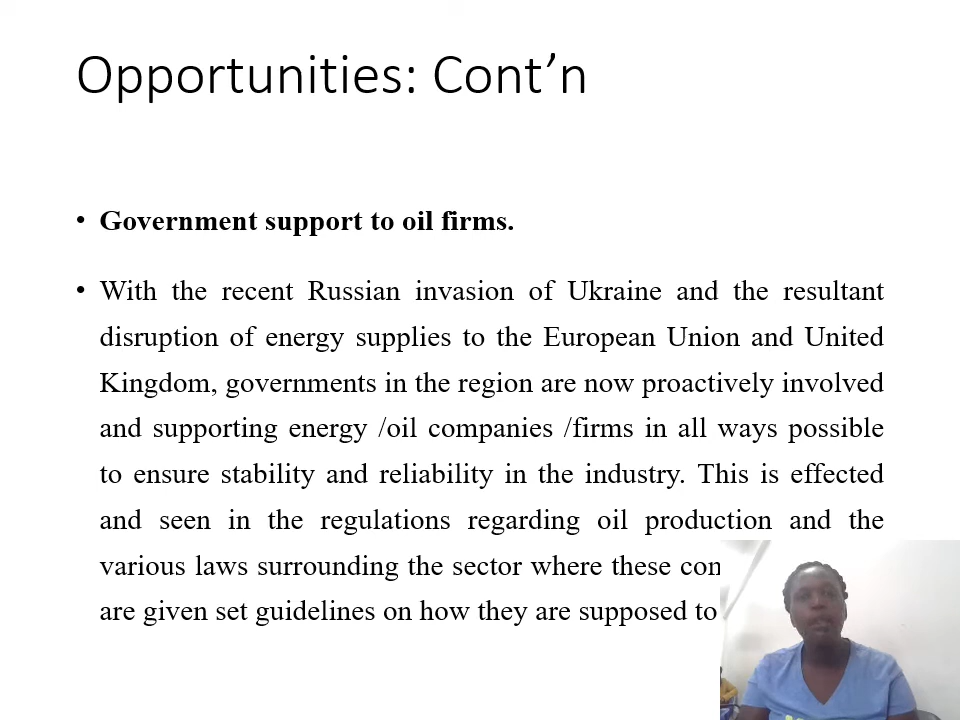 Opportunities: Cont’n
• Government support to oil firms.
• With the recent Russian invasion of Ukraine and the resultant
disruption of energy supplies to the European Union and United
Kingdom, governments in the region are now proactively involved
and supporting energy /oil companies /firms in all ways possible
to ensure stability and reliability in the industry. This is effected
and seen in the regulations regarding oil production and the
various laws surrounding the sector where these
are given set guidelines on how they are supposed to